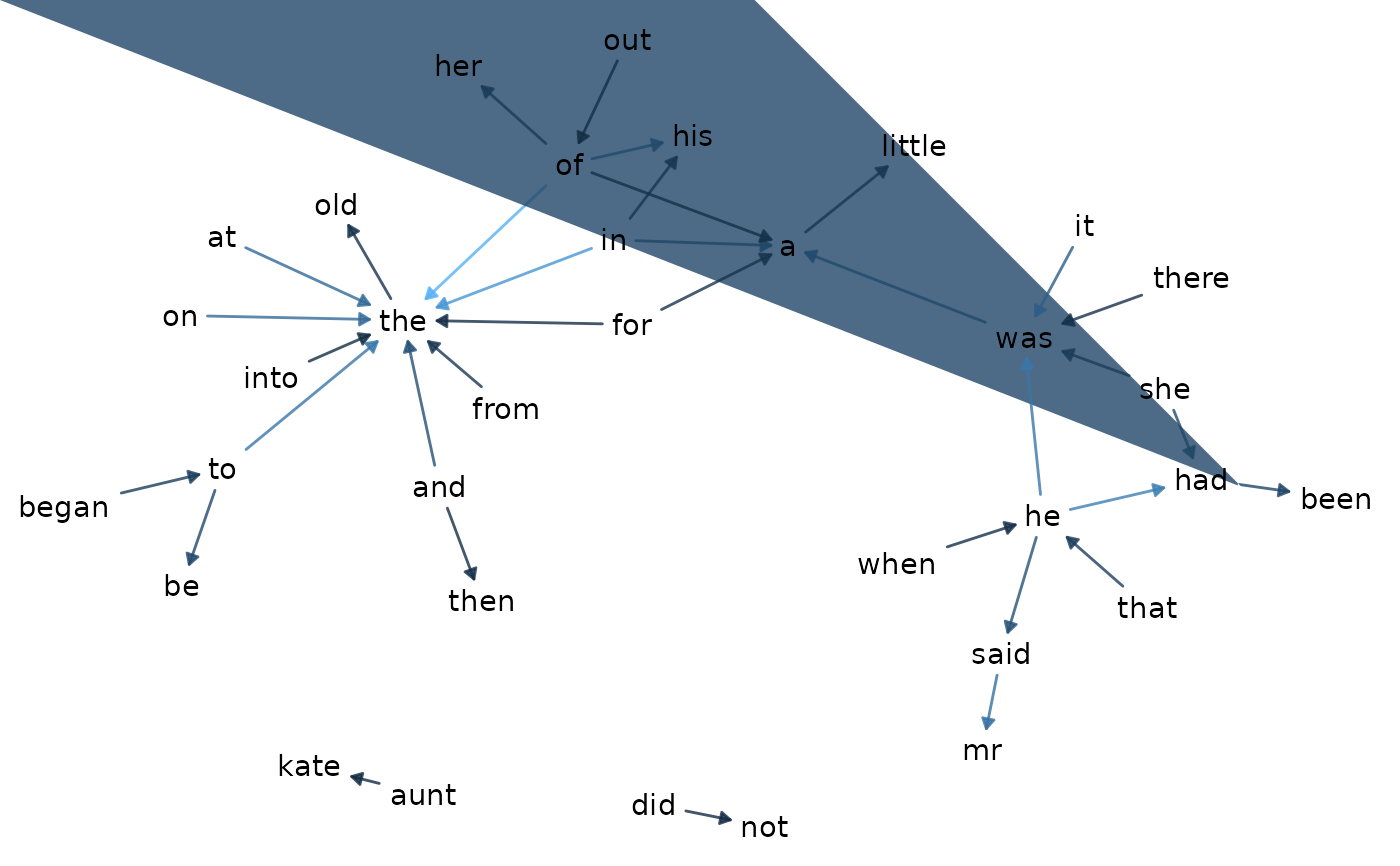 out
her
his
little
of
old
at
in
a
it
there
on
the
for
was
into
from
she
to
and
had
began
been
he
when
be
then
that
said
mr
kate
aunt
did
not